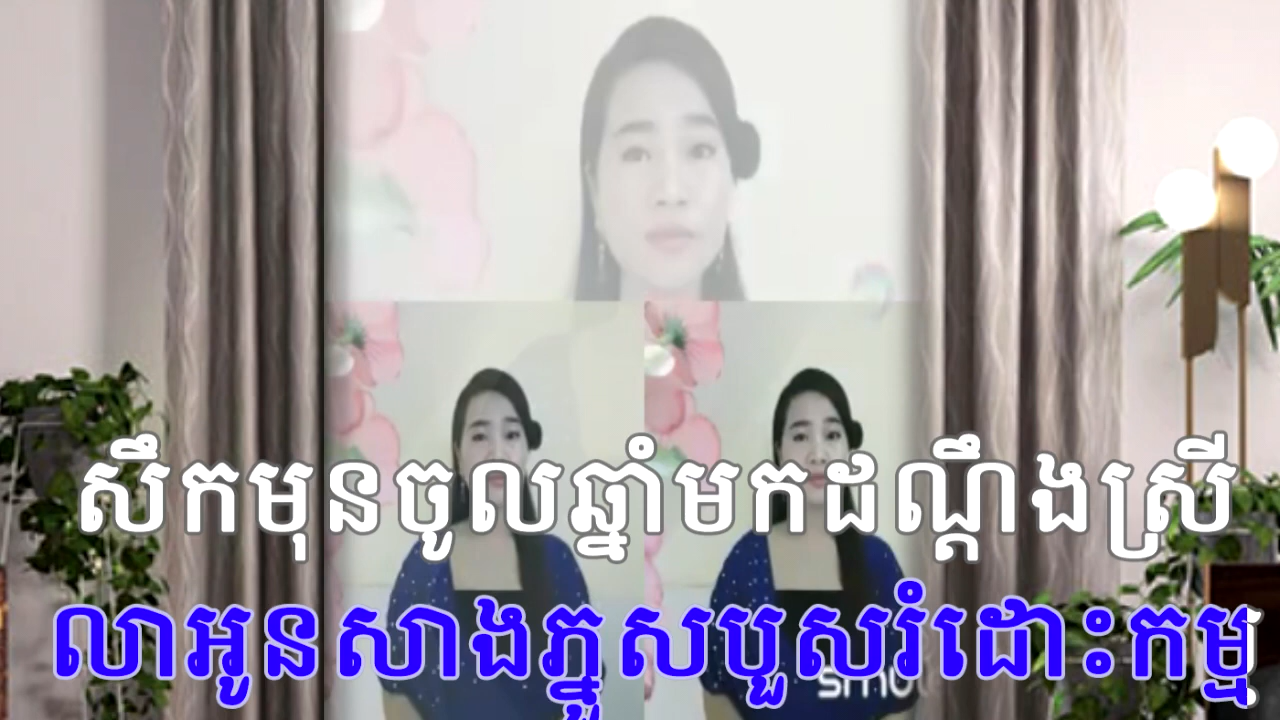 សឹកមុនចូលឆ្នាំមកដណ្ដឹងស្រី
លាអូនសាងភ្នួសបួសរំដោះកម្ម